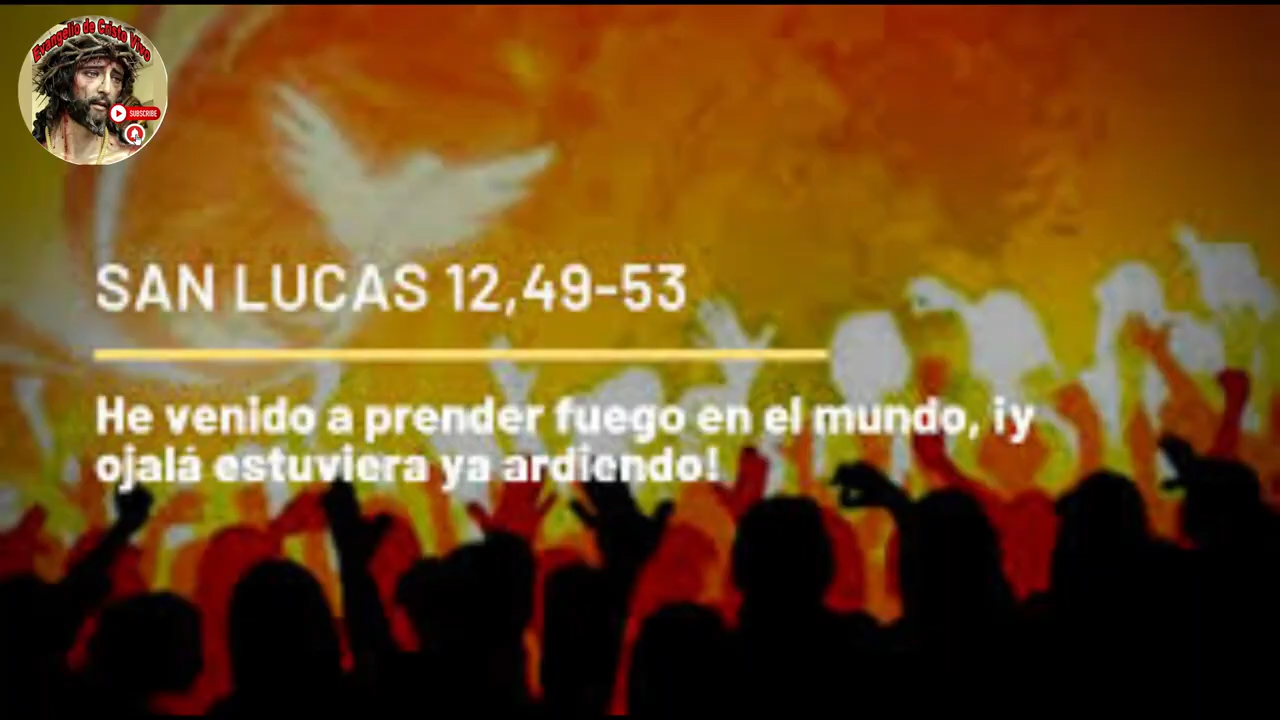 Evangelio de Cristo Vivo
SUBSCRIBE
SAN LUCAS 12,49-53
He venido a prender fuego en el mundo, ¡y
ojalá estuviera ya ardiendo!